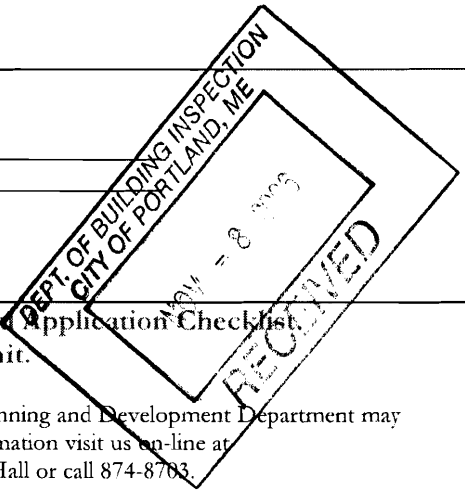 DEPT. OF BUILDING INSPECTION
CITY OF PORTLAND, ME
NOV - 8
RECEIVED
Application Checklist.
nit.
nning and Development Department may
mation visit us on-line at
Hall or call 874-8703.